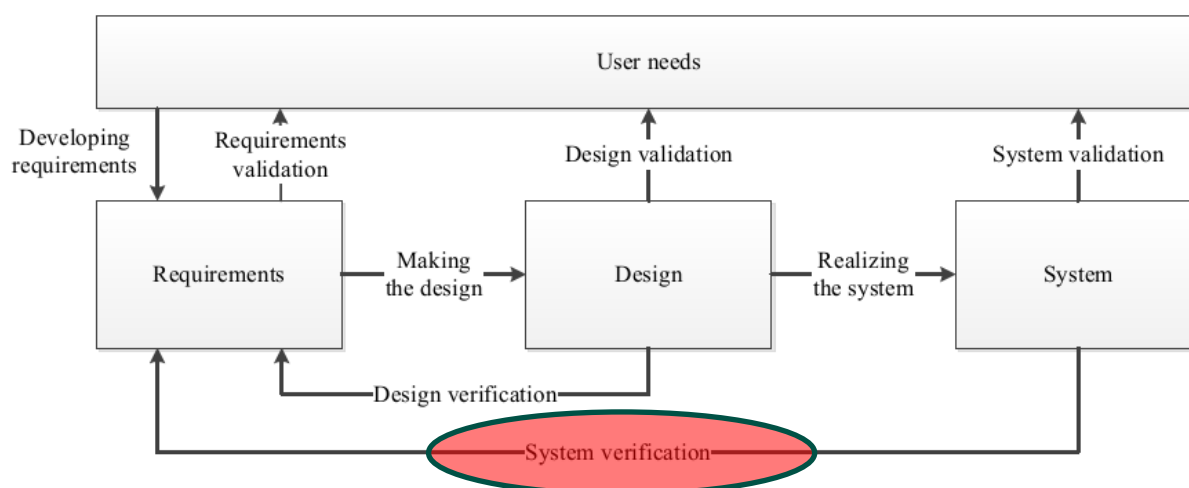 User needs
Developing
requirements
Requirements
validation
Design validation
System validation
Requirements
Making
the design
Design
Realizing
the system
System
Design verification
System verification